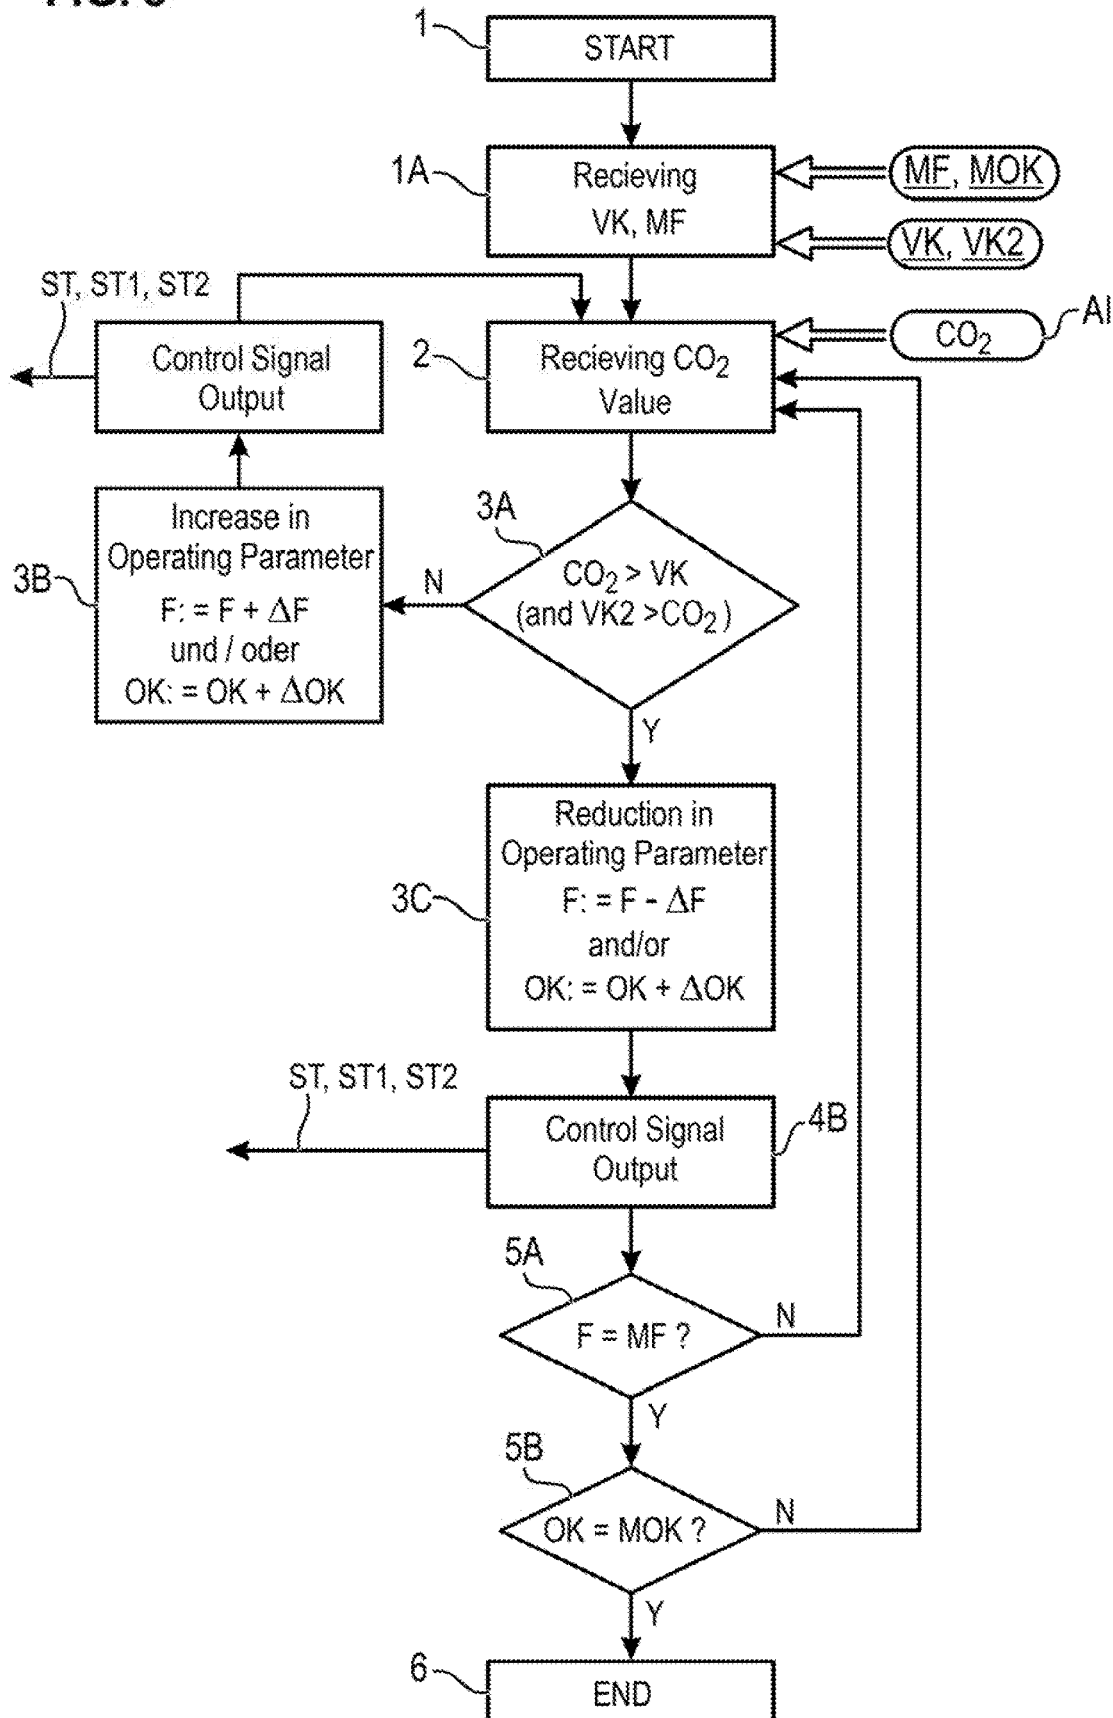 1
START
1A
Recieving
VK, MF
MF, MOK
VK, VK2
ST, ST1, ST2
Control Signal
Output
2
Recieving CO2
Value
CO2
AI
3B
Increase in
Operating Parameter
F: = F + ΔF
und / oder
OK: = OK + ΔOK
3A
CO2 > VK
(and VK2 >CO2)
N
Y
3C
Reduction in
Operating Parameter
F: = F - ΔF
and/or
OK: = OK + ΔOK
ST, ST1, ST2
Control Signal
Output
4B
5A
F = MF ?
N
Y
5B
OK = MOK ?
N
Y
6
END